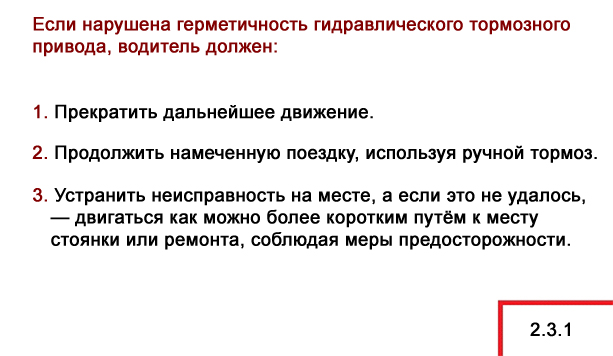 Если нарушена герметичность гидравлического тормозного
привода, водитель должен:
1. Прекратить дальнейшее движение.
2. Продолжить намеченную поездку, используя ручной тормоз.
3. Устранить неисправность на месте, а если это не удалось,
— двигаться как можно более коротким путём к месту
стоянки или ремонта, соблюдая меры предосторожности.
2.3.1